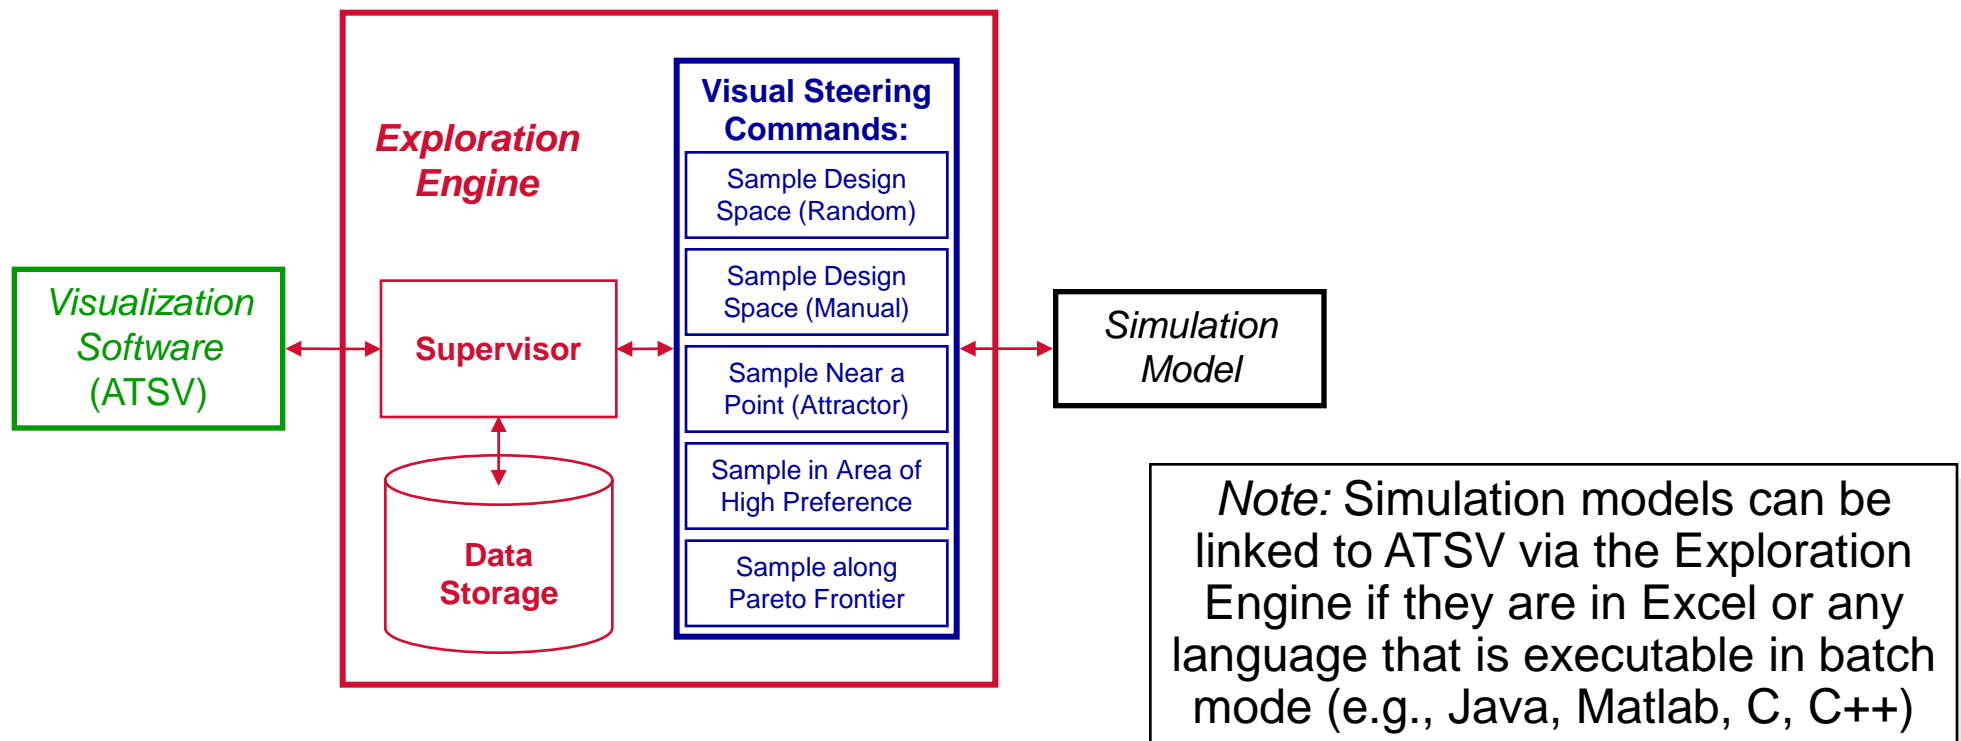 Exploration
Engine
Visual Steering
Commands:
Sample Design
Space (Random)
Sample Design
Space (Manual)
Sample Near a
Point (Attractor)
Sample in Area of
High Preference
Sample along
Pareto Frontier
Visualization
Software
(ATSV)
Supervisor
Data
Storage
Simulation
Model
Note: Simulation models can be
linked to ATSV via the Exploration
Engine if they are in Excel or any
language that is executable in batch
mode (e.g., Java, Matlab, C, C++)